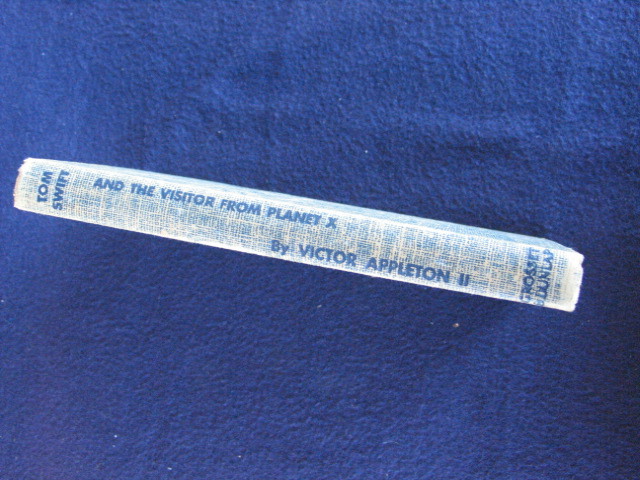 TOM
SWIFT
AND THE VISITOR FROM PLANET X
By VICTOR APPLETON II
GROSSET
& DUNLAP